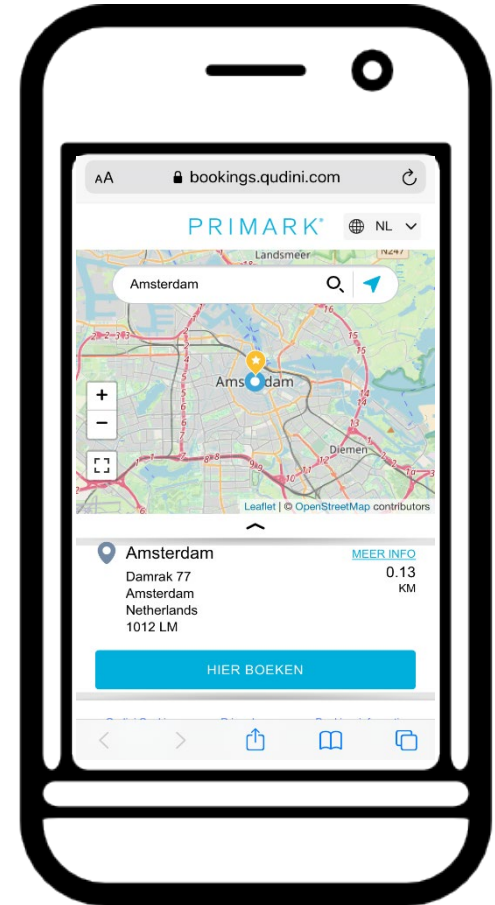 AA
bookings.qudini.com
PRIMARK®
NL
Landsmeer
N247
Amsterdam
Amsterdam
Diemen
+
−
Leaflet | © OpenStreetMap contributors
Amsterdam
MEER INFO
Damrak 77
0.13
Amsterdam
KM
Netherlands
1012 LM
HIER BOEKEN